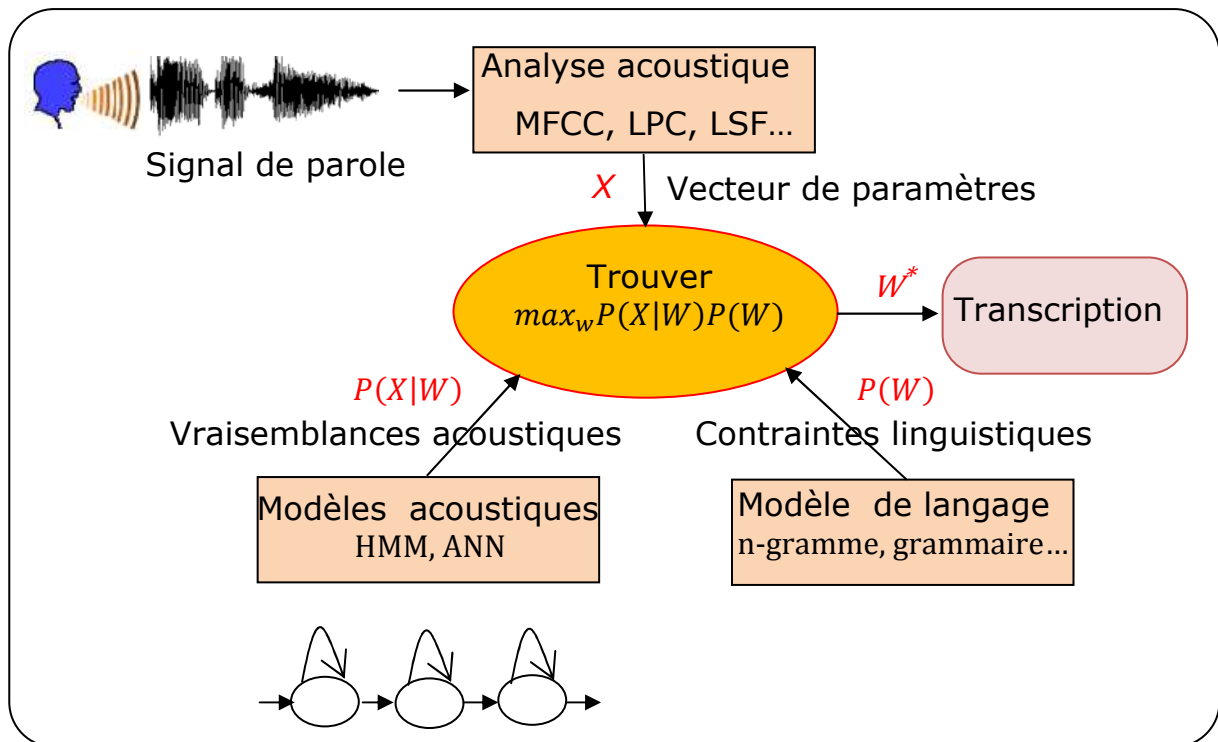 Analyse acoustique
MFCC, LPC, LSF…
Signal de parole
X
Vecteur de paramètres
Trouver
max_w P(X|W)P(W)
W*
Transcription
P(X|W)
P(W)
Vraisemblances acoustiques
Contraintes linguistiques
Modèles acoustiques
HMM, ANN
Modèle de langage
n-gramme, grammaire…